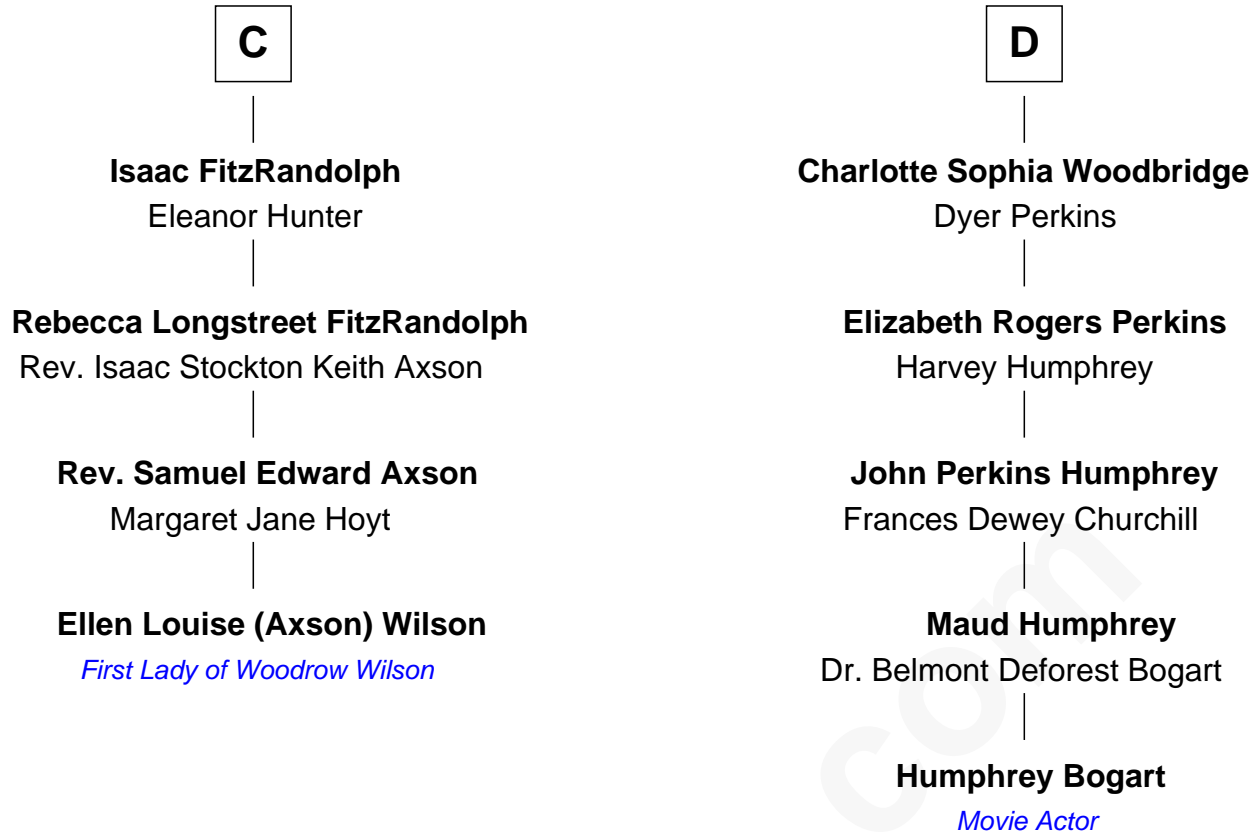 C
Isaac FitzRandolph
Eleanor Hunter
Rebecca Longstreet FitzRandolph
Rev. Isaac Stockton Keith Axson
Rev. Samuel Edward Axson
Margaret Jane Hoyt
Ellen Louise (Axson) Wilson
First Lady of Woodrow Wilson
D
Charlotte Sophia Woodbridge
Dyer Perkins
Elizabeth Rogers Perkins
Harvey Humphrey
John Perkins Humphrey
Frances Dewey Churchill
Maud Humphrey
Dr. Belmont Deforest Bogart
Humphrey Bogart
Movie Actor
com